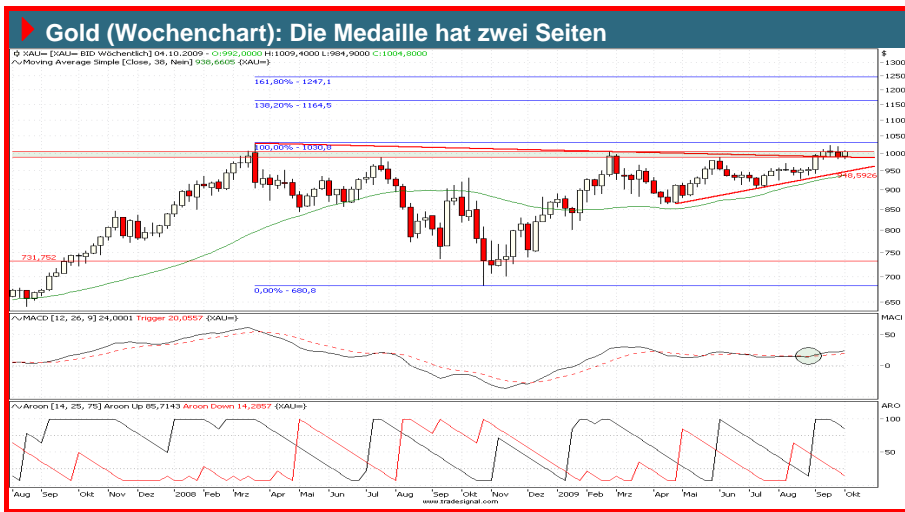 Gold (Wochenchart): Die Medaille hat zwei Seiten
XAU= [XAU= BID Wöchentlich] 04.10.2009 - O:992,0000 H:1009,4000 L:984,9000 C:1004,8000
$
Moving Average Simple [Close, 38, Nein] 938,6605 {XAU=}
1300
161,80% - 1247,1
1250
1200
138,20% - 1164,5
1150
1100
1050
100,00% - 1030,8
1000
950
948,5926
900
850
800
750
731,752
700
0,00% - 680,8
650
MACD [12, 26, 9] 24,0001 Trigger 20,0557 {XAU=}
MACI
50
0
Aroon [14, 25, 75] Aroon Up 85,7143 Aroon Down 14,2857 {XAU=}
ARO
100
50
Aug Sep Okt Nov Dez 2008 Feb Mrz Apr Mai Jun Jul Aug Sep Okt Nov Dez 2009 Feb Mrz Apr Mai Jun Jul Aug Sep Okt
www.tradesignal.com